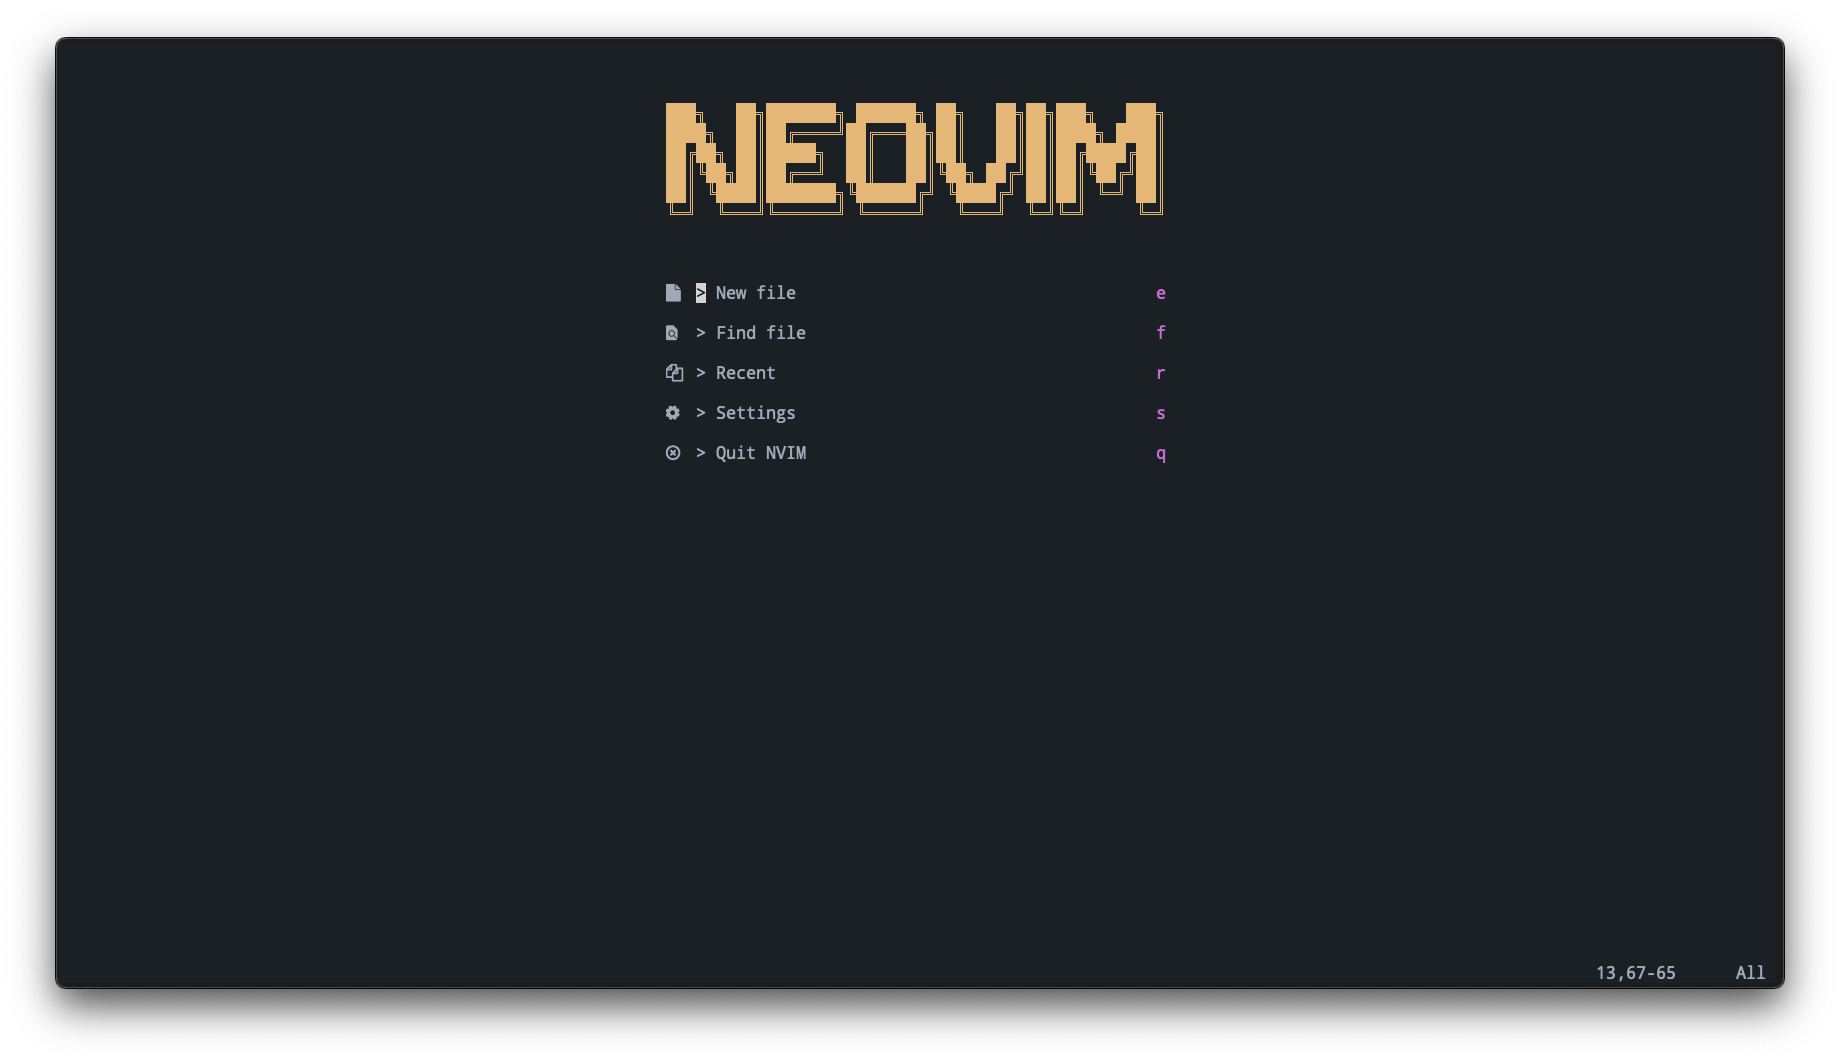 NEOVIM
> New file e
> Find file f
> Recent r
> Settings s
> Quit NVIM q
13,67-65 All